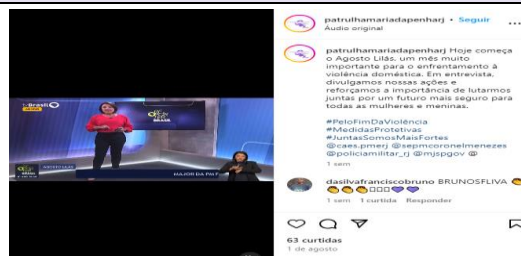 patrulhamariadapenharj • Seguir
Áudio original
patrulhamariadapenharj Hoje começa
o Agosto Lilás, um mês muito
importante para o enfrentamento à
violência doméstica. Em entrevista,
divulgamos nossas ações e
reforçamos a importância de lutarmos
juntas por um futuro mais seguro para
todas as mulheres e meninas.
#PeloFimDaViolência
#MedidasProtetivas
#JuntasSomosMaisFortes
@caes.pmerj @sepmcoronelmenezes
@policiamilitar_rj @mjspgov @
1 sem
dasilvafranciscobruno BRUNOSFLIVA
1 sem 1 curtida Responder
63 curtidas
1 de agosto
Brasil
BRASIL
AGOSTO LILÁS
MAJOR DA PM F